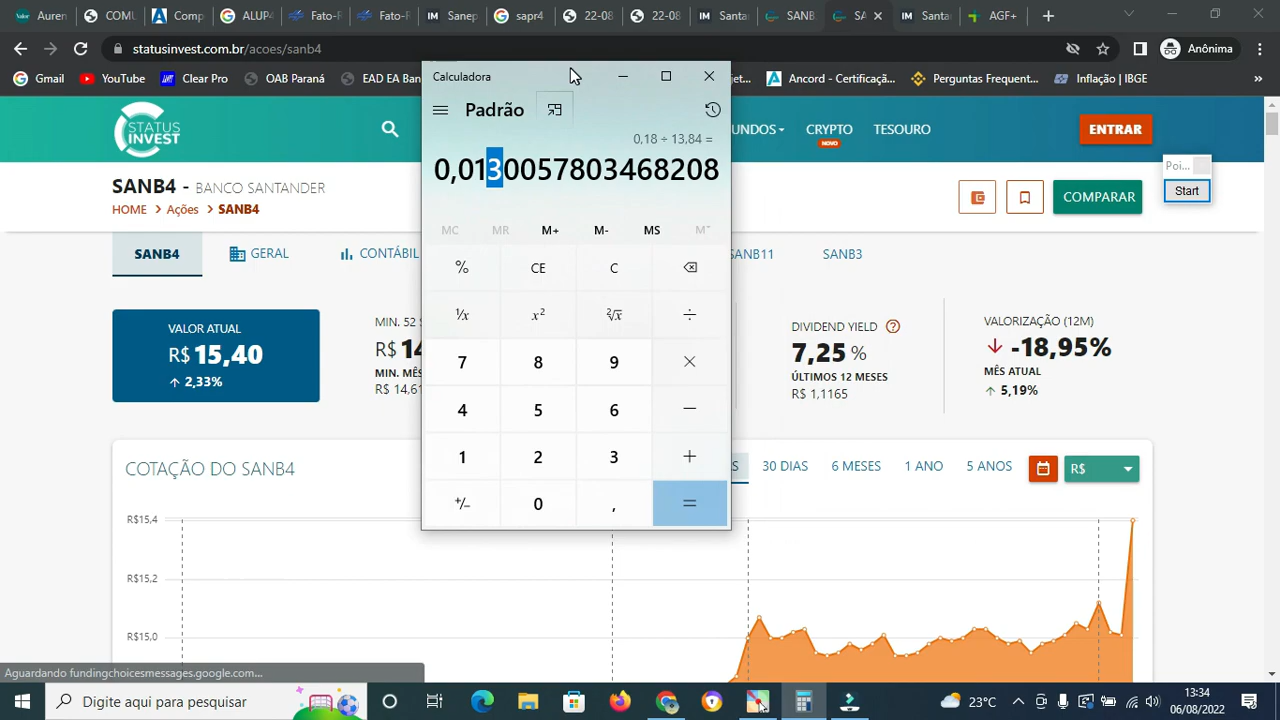 Auren
COMU
Comp
ALUP4
Fato-R
Fato-R
Sanep
sapr4
22-08
22-08
Santa
SANB
Santa
AGF+
statusinvest.com.br/acoes/sanb4
Anônima
Gmail
YouTube
Clear Pro
OAB Paraná
EAD EA Ban
Ancord - Certificaçã...
Perguntas Frequent...
Inflação | IBGE
»
Calculadora
Padrão
0,18 ÷ 13,84 =
0,01300578034​68208
MC MR M+ M- MS M˅
% CE C
¹/x x² ²√x ÷
7 8 9 ×
4 5 6 −
1 2 3 +
+/− 0 , =
STATUS
INVEST
UNDOS
CRYPTO
NOVO
TESOURO
ENTRAR
Poi...
Start
SANB4 - BANCO SANTANDER
HOME > Ações > SANB4
COMPARAR
SANB4
GERAL
CONTÁBIL
SANB11
SANB3
VALOR ATUAL
R$ 15,40
2,33%
MIN. 52 S
R$ 14
MIN. MÊS
R$ 14,61
DIVIDEND YIELD
7,25 %
ÚLTIMOS 12 MESES
R$ 1,1165
VALORIZAÇÃO (12M)
-18,95%
MÊS ATUAL
5,19%
COTAÇÃO DO SANB4
S
30 DIAS
6 MESES
1 ANO
5 ANOS
R$
R$15,4
R$15,2
R$15,0
Aguardando fundingchoicesmessages.google.com...
Digite aqui para pesquisar
23°C
13:34
06/08/2022